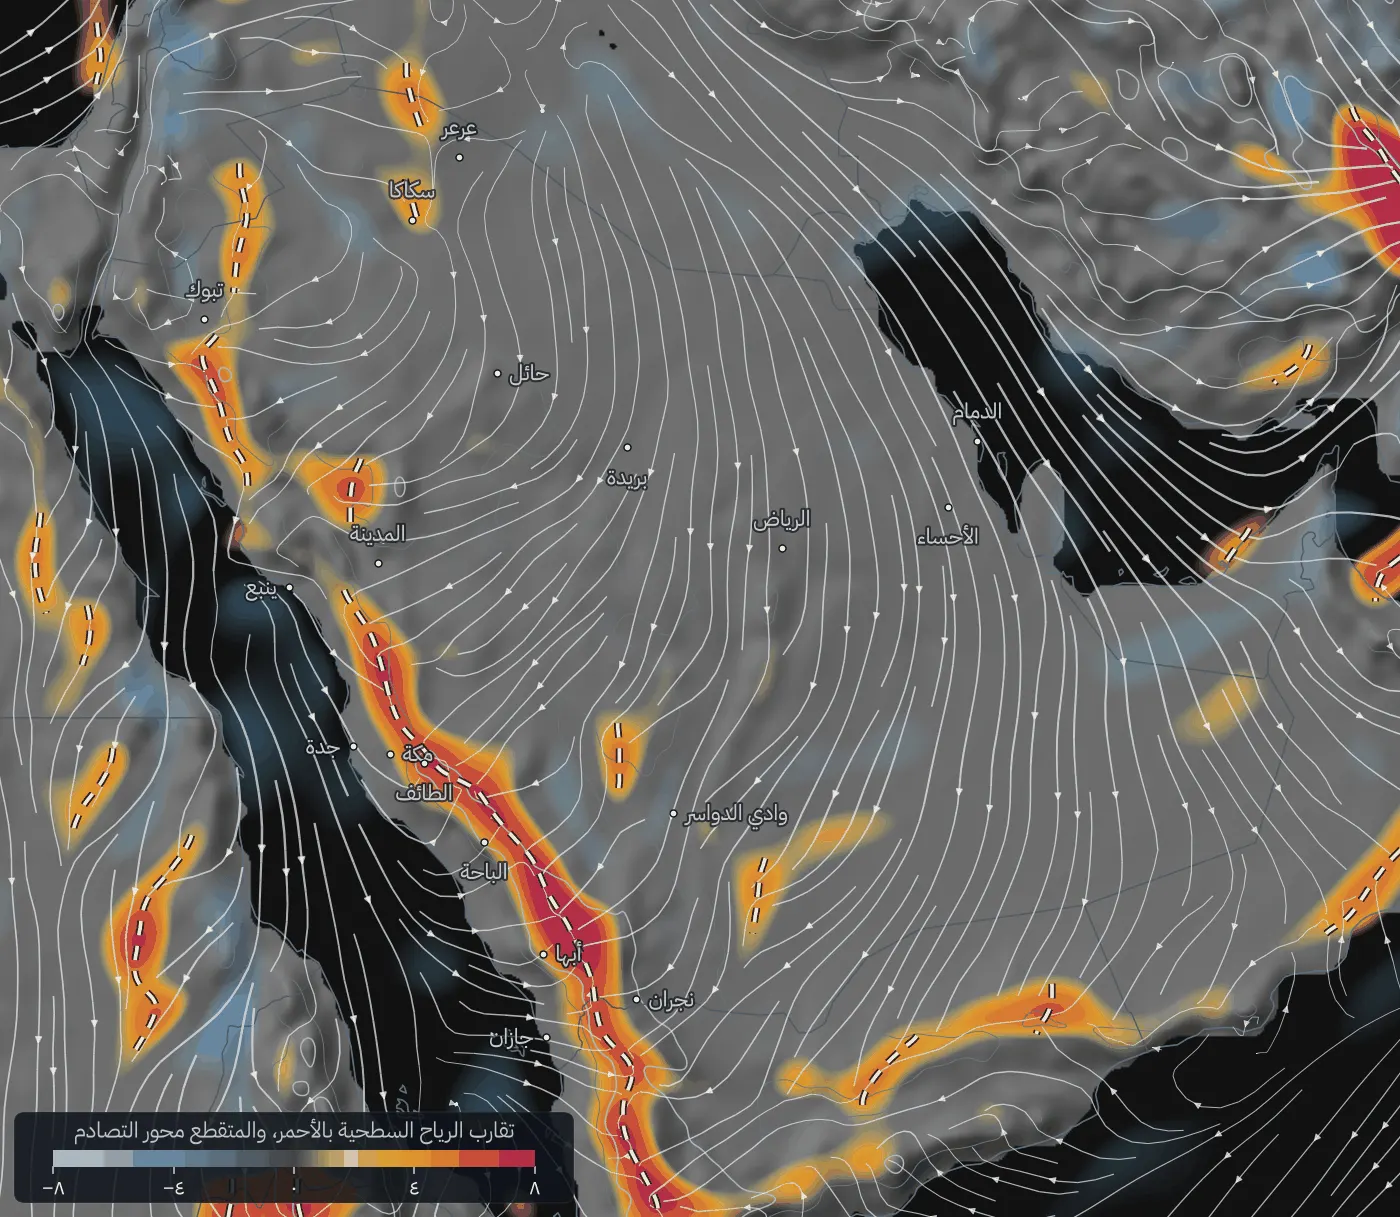 عرعر
سكاكا
تبوك
حائل
الدمام
بريدة
الرياض
الأحساء
المدينة
ينبع
جدة
مكة
الطائف
وادي الدواسر
الباحة
أبها
نجران
جازان
تقارب الرياح السطحية بالأحمر، والمتقطع محور التصادم
−٨ −٤ ٠ ٤ ٨